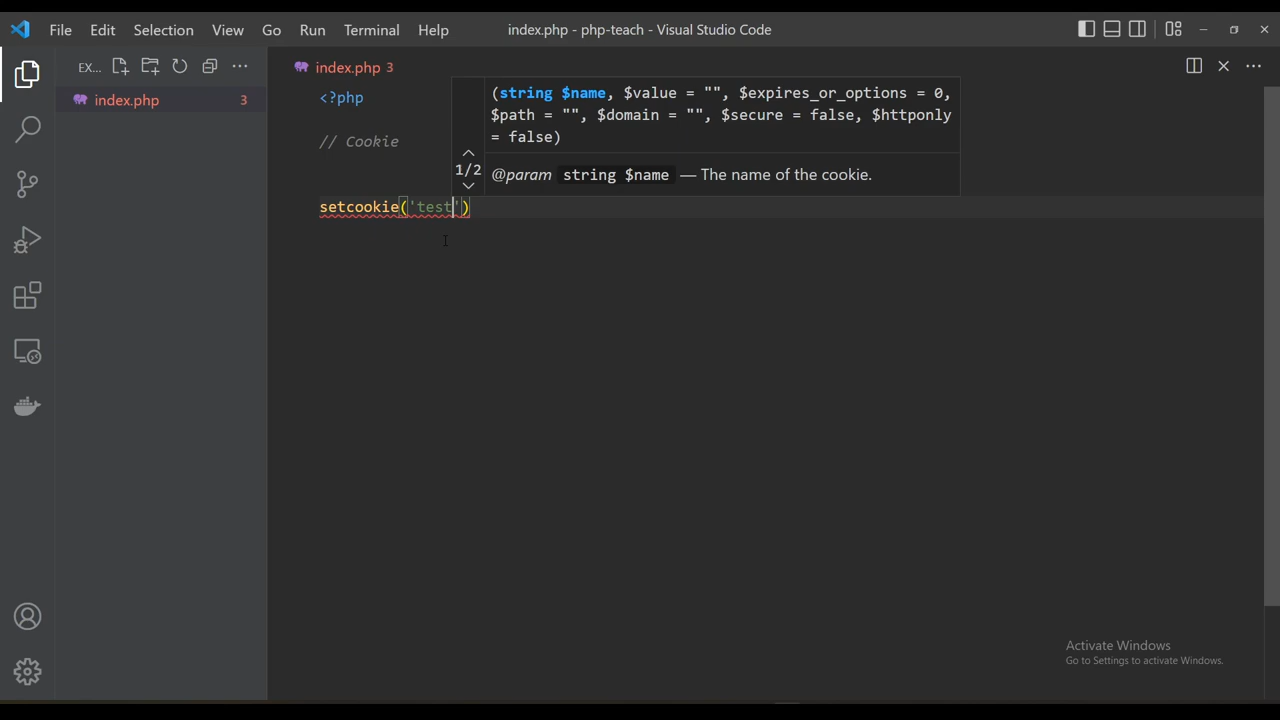 File Edit Selection View Go Run Terminal Help
index.php - php-teach - Visual Studio Code
EX...
index.php 3
index.php 3
<?php
// Cookie
setcookie('test')
(string $name, $value = "", $expires_or_options = 0,
$path = "", $domain = "", $secure = false, $httponly
= false)
1/2
@param string $name — The name of the cookie.
Activate Windows
Go to Settings to activate Windows.